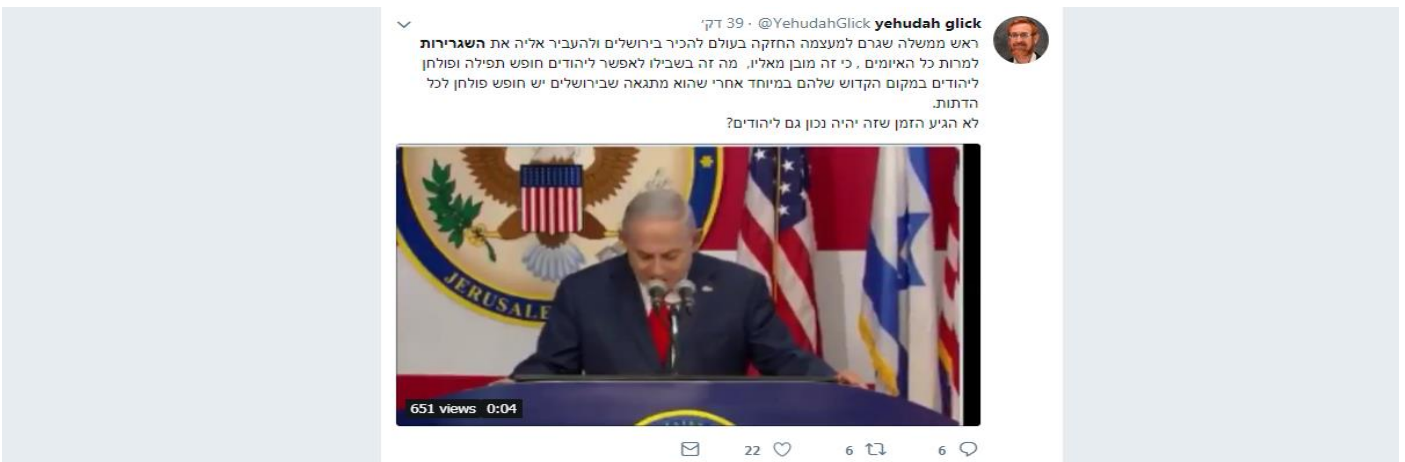 yehudah glick @YehudahGlick · 39 דק׳
ראש ממשלה שגרם למעצמה החזקה בעולם להכיר בירושלים ולהעביר אליה את השגרירות
למרות כל האיומים , כי זה מובן מאליו, מה זה בשבילו לאפשר ליהודים חופש תפילה ופולחן
ליהודים במקום הקדוש שלהם במיוחד אחרי שהוא מתגאה שבירושלים יש חופש פולחן לכל
הדתות.
לא הגיע הזמן שזה יהיה נכון גם ליהודים?
JERUSALE
651 views 0:04
6 6 22